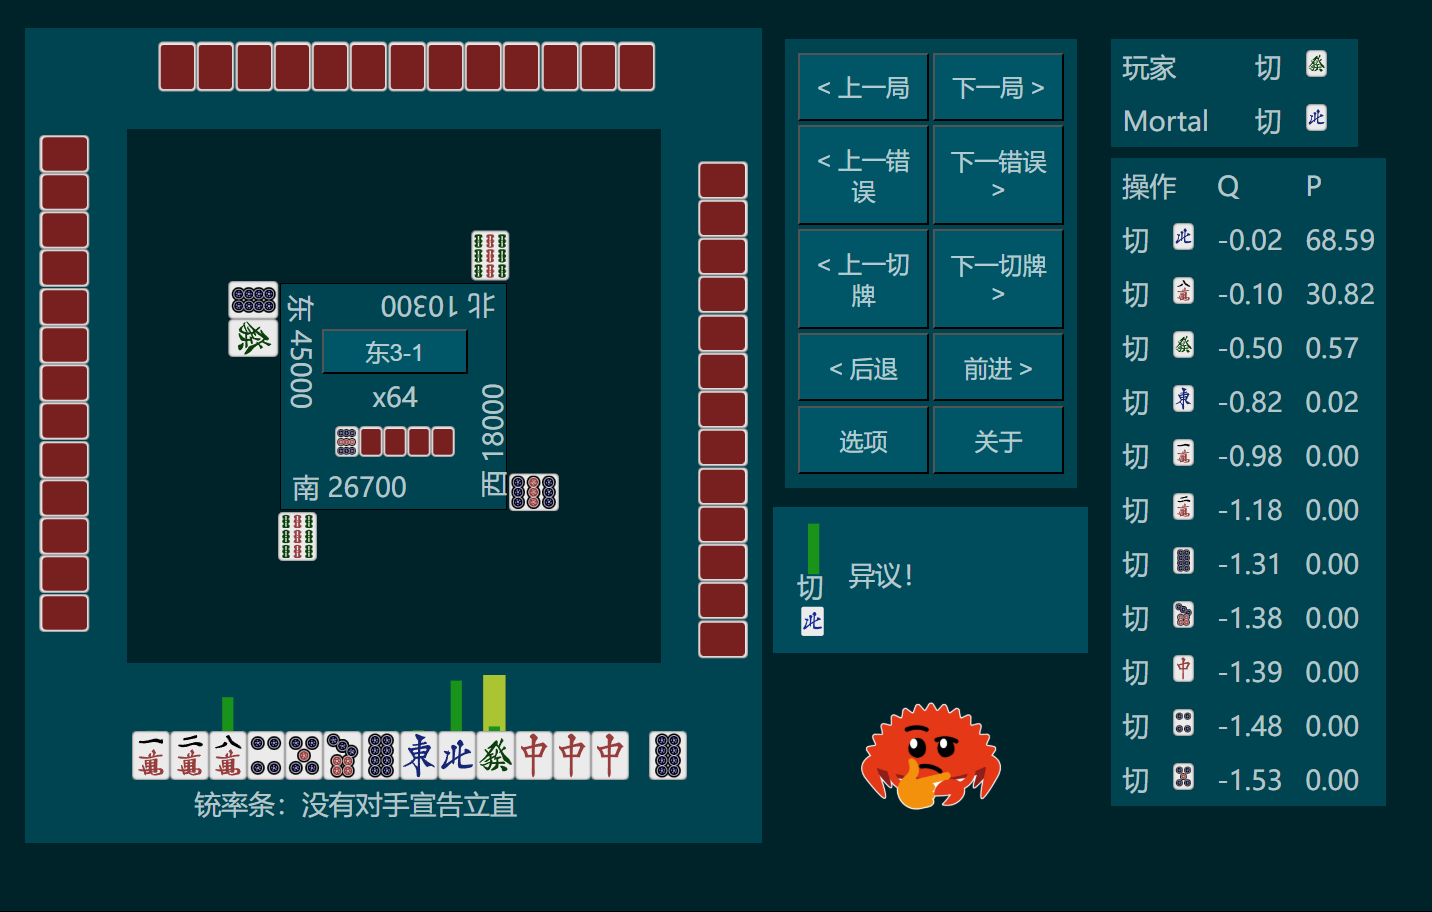 北 10300
东 45000
东3-1
x64
西 18000
南 26700
铳率条：没有对手宣告立直
< 上一局
下一局 >
< 上一错
误
下一错误
>
< 上一切
牌
下一切牌
>
< 后退
前进 >
选项
关于
切
异议！
玩家 切
Mortal 切
操作 Q P
切 -0.02 68.59
切 -0.10 30.82
切 -0.50 0.57
切 -0.82 0.02
切 -0.98 0.00
切 -1.18 0.00
切 -1.31 0.00
切 -1.38 0.00
切 -1.39 0.00
切 -1.48 0.00
切 -1.53 0.00